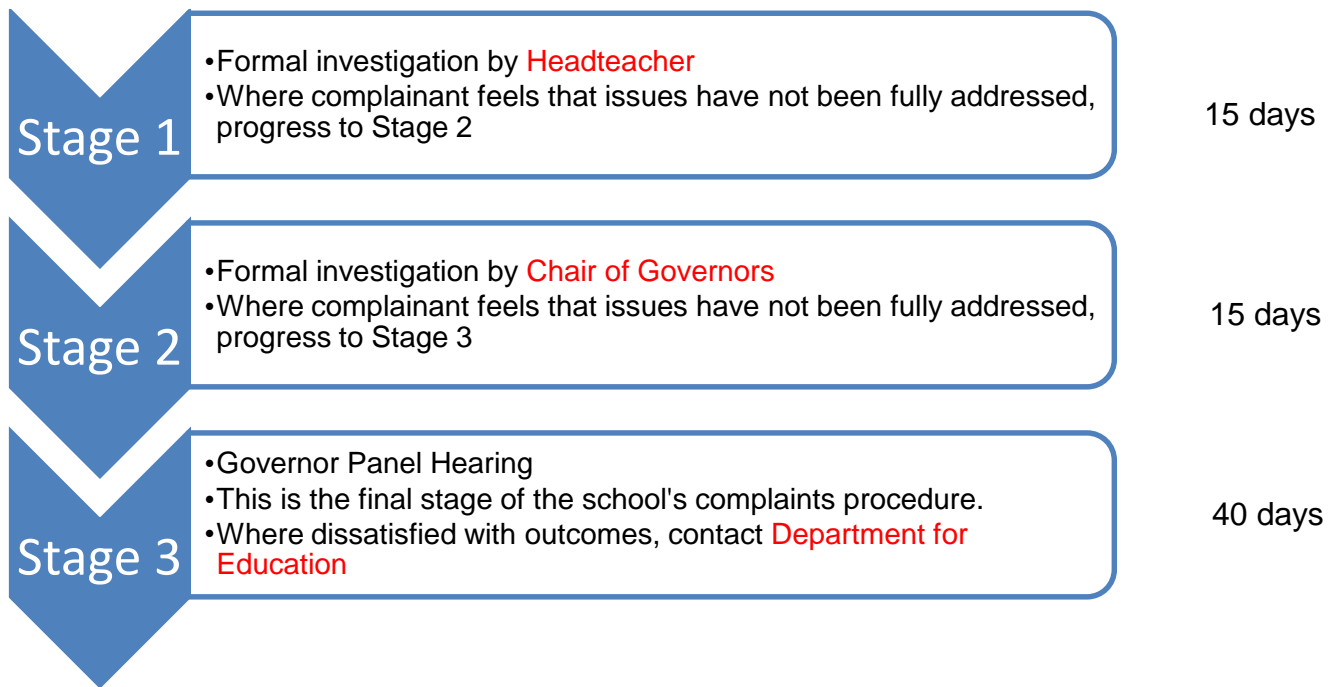 Stage 1
•Formal investigation by Headteacher
•Where complainant feels that issues have not been fully addressed,
progress to Stage 2
15 days
Stage 2
•Formal investigation by Chair of Governors
•Where complainant feels that issues have not been fully addressed,
progress to Stage 3
15 days
Stage 3
•Governor Panel Hearing
•This is the final stage of the school's complaints procedure.
•Where dissatisfied with outcomes, contact Department for
Education
40 days